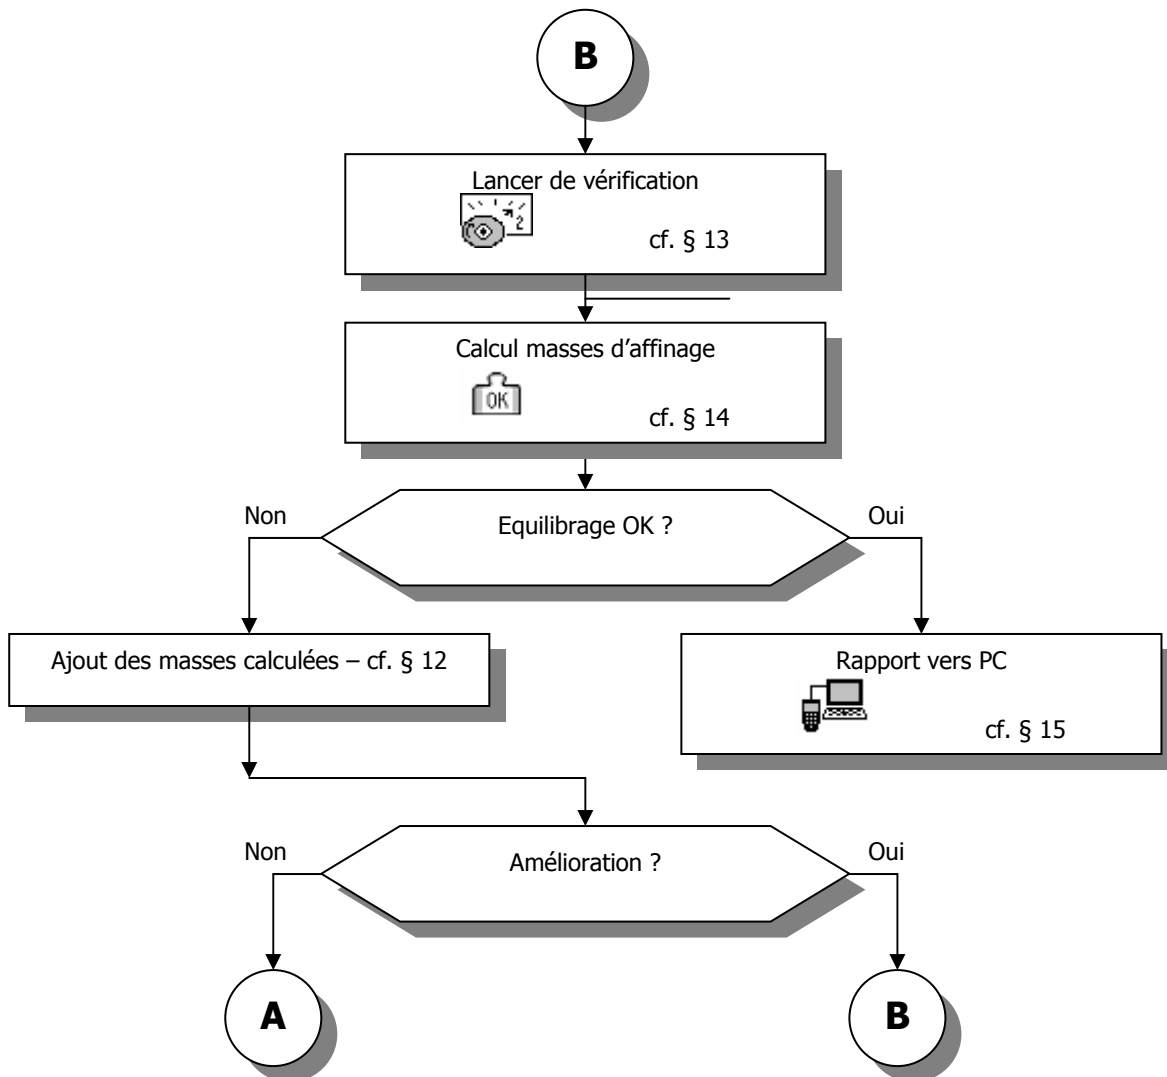 B
Lancer de vérification
2
cf. § 13
Calcul masses d’affinage
OK
cf. § 14
Non
Equilibrage OK ?
Oui
Ajout des masses calculées – cf. § 12
Rapport vers PC
cf. § 15
Non
Amélioration ?
Oui
A
B